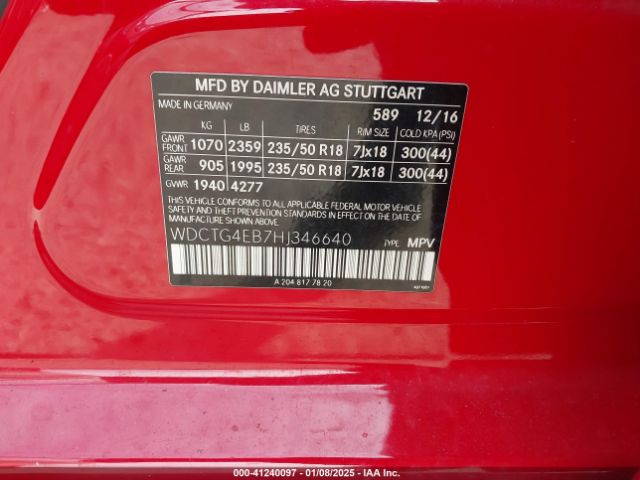 MFD BY DAIMLER AG STUTTGART
MADE IN GERMANY 589 12/16
KG LB TIRES RIM SIZE COLD KPA (PSI)
GAWR FRONT 1070 2359 235/50 R18 7Jx18 300(44)
GAWR REAR 905 1995 235/50 R18 7Jx18 300(44)
GVWR 1940 4277
THIS VEHICLE CONFORMS TO ALL APPLICABLE FEDERAL MOTOR VEHICLE
SAFETY AND THEFT PREVENTION STANDARDS IN EFFECT ON THE
DATE OF MANUFACTURE SHOWN ABOVE.
WDCTG4EB7HJ346640 TYPE: MPV
A 204 817 78 20
000-41240097 - 01/08/2025 - IAA Inc.